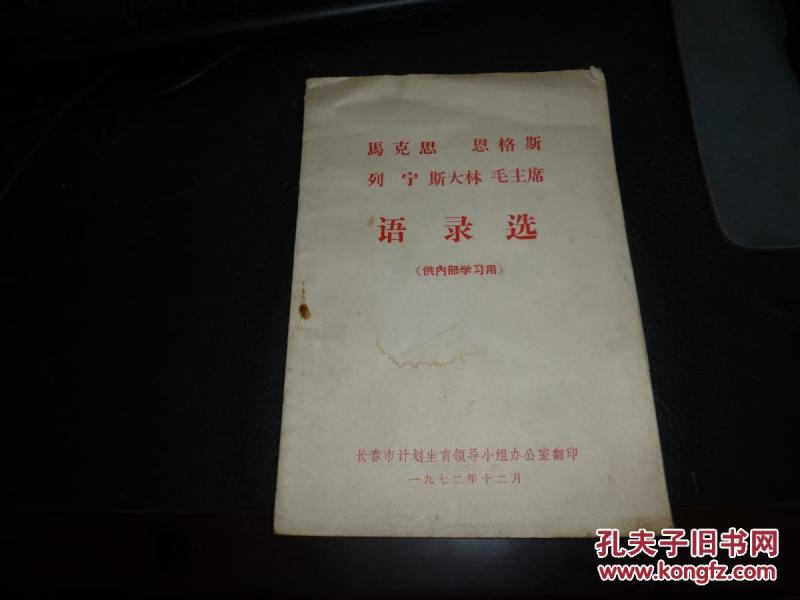 馬克思 恩格斯
列宁 斯大林 毛主席
语录选
（供内部学习用）
长春市计划生育领导小组办公室翻印
一九七二年十二月
孔夫子旧书网
www.kongfz.com